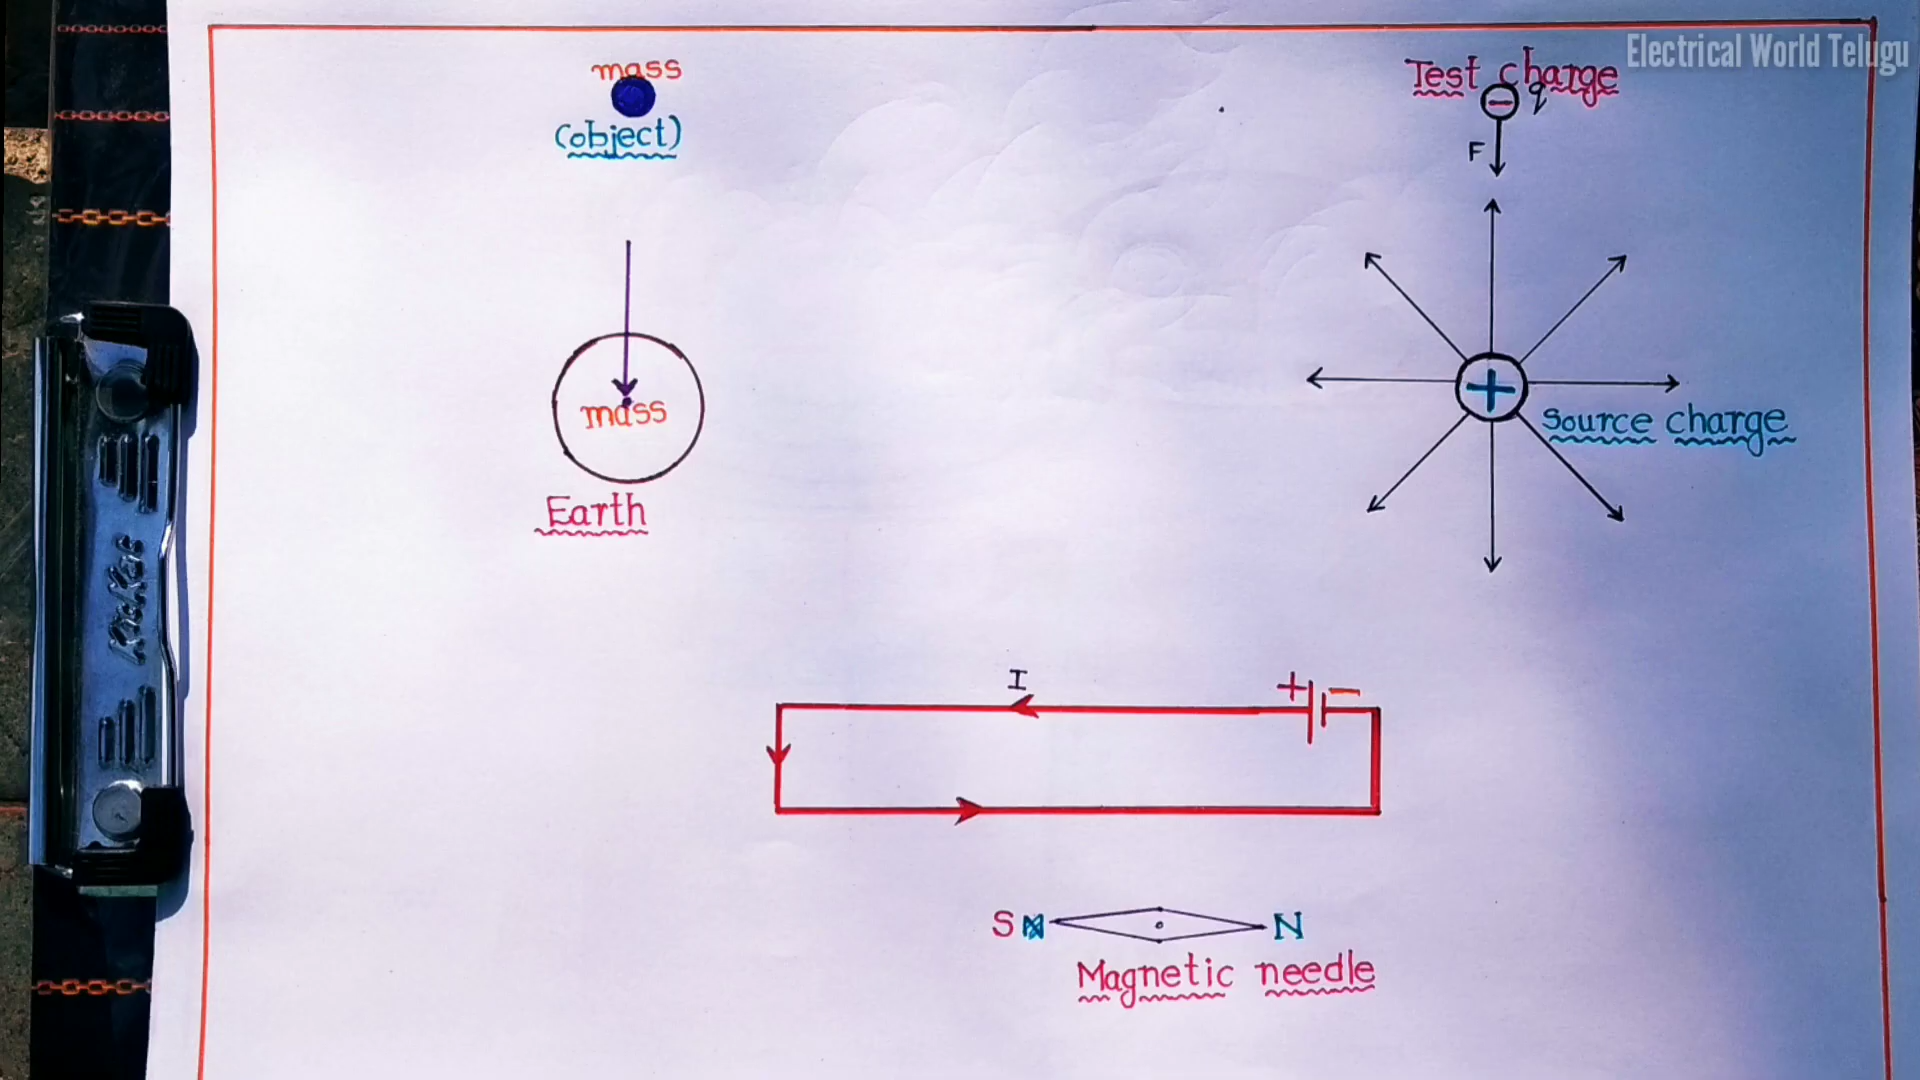 Electrical World Telugu
mass
(object)
Test charge
q
F
mass
Earth
+
Source charge
I
+ −
S N
Magnetic needle